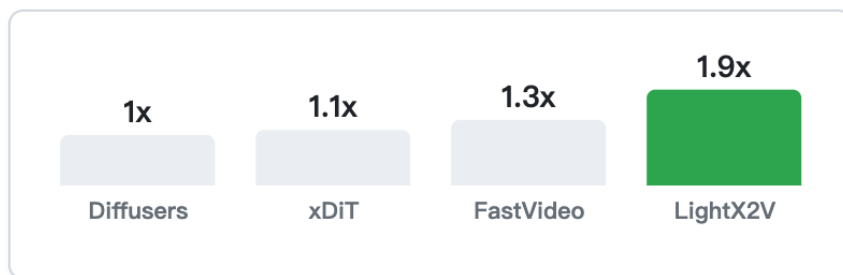 1x
1.1x
1.3x
1.9x
Diffusers
xDiT
FastVideo
LightX2V